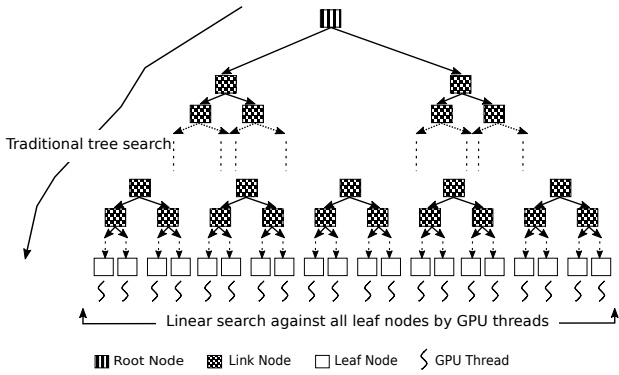 Traditional tree search
Linear search against all leaf nodes by GPU threads
Root Node Link Node Leaf Node GPU Thread